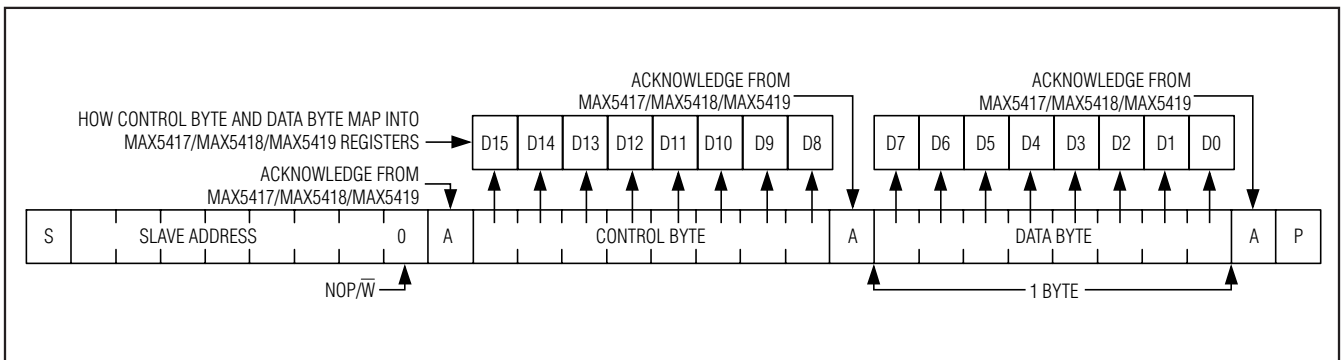 ACKNOWLEDGE FROM
MAX5417/MAX5418/MAX5419
ACKNOWLEDGE FROM
MAX5417/MAX5418/MAX5419
HOW CONTROL BYTE AND DATA BYTE MAP INTO
MAX5417/MAX5418/MAX5419 REGISTERS
D15 D14 D13 D12 D11 D10 D9 D8 D7 D6 D5 D4 D3 D2 D1 D0
ACKNOWLEDGE FROM
MAX5417/MAX5418/MAX5419
S SLAVE ADDRESS 0 A CONTROL BYTE A DATA BYTE A P
NOP/W̅ 1 BYTE